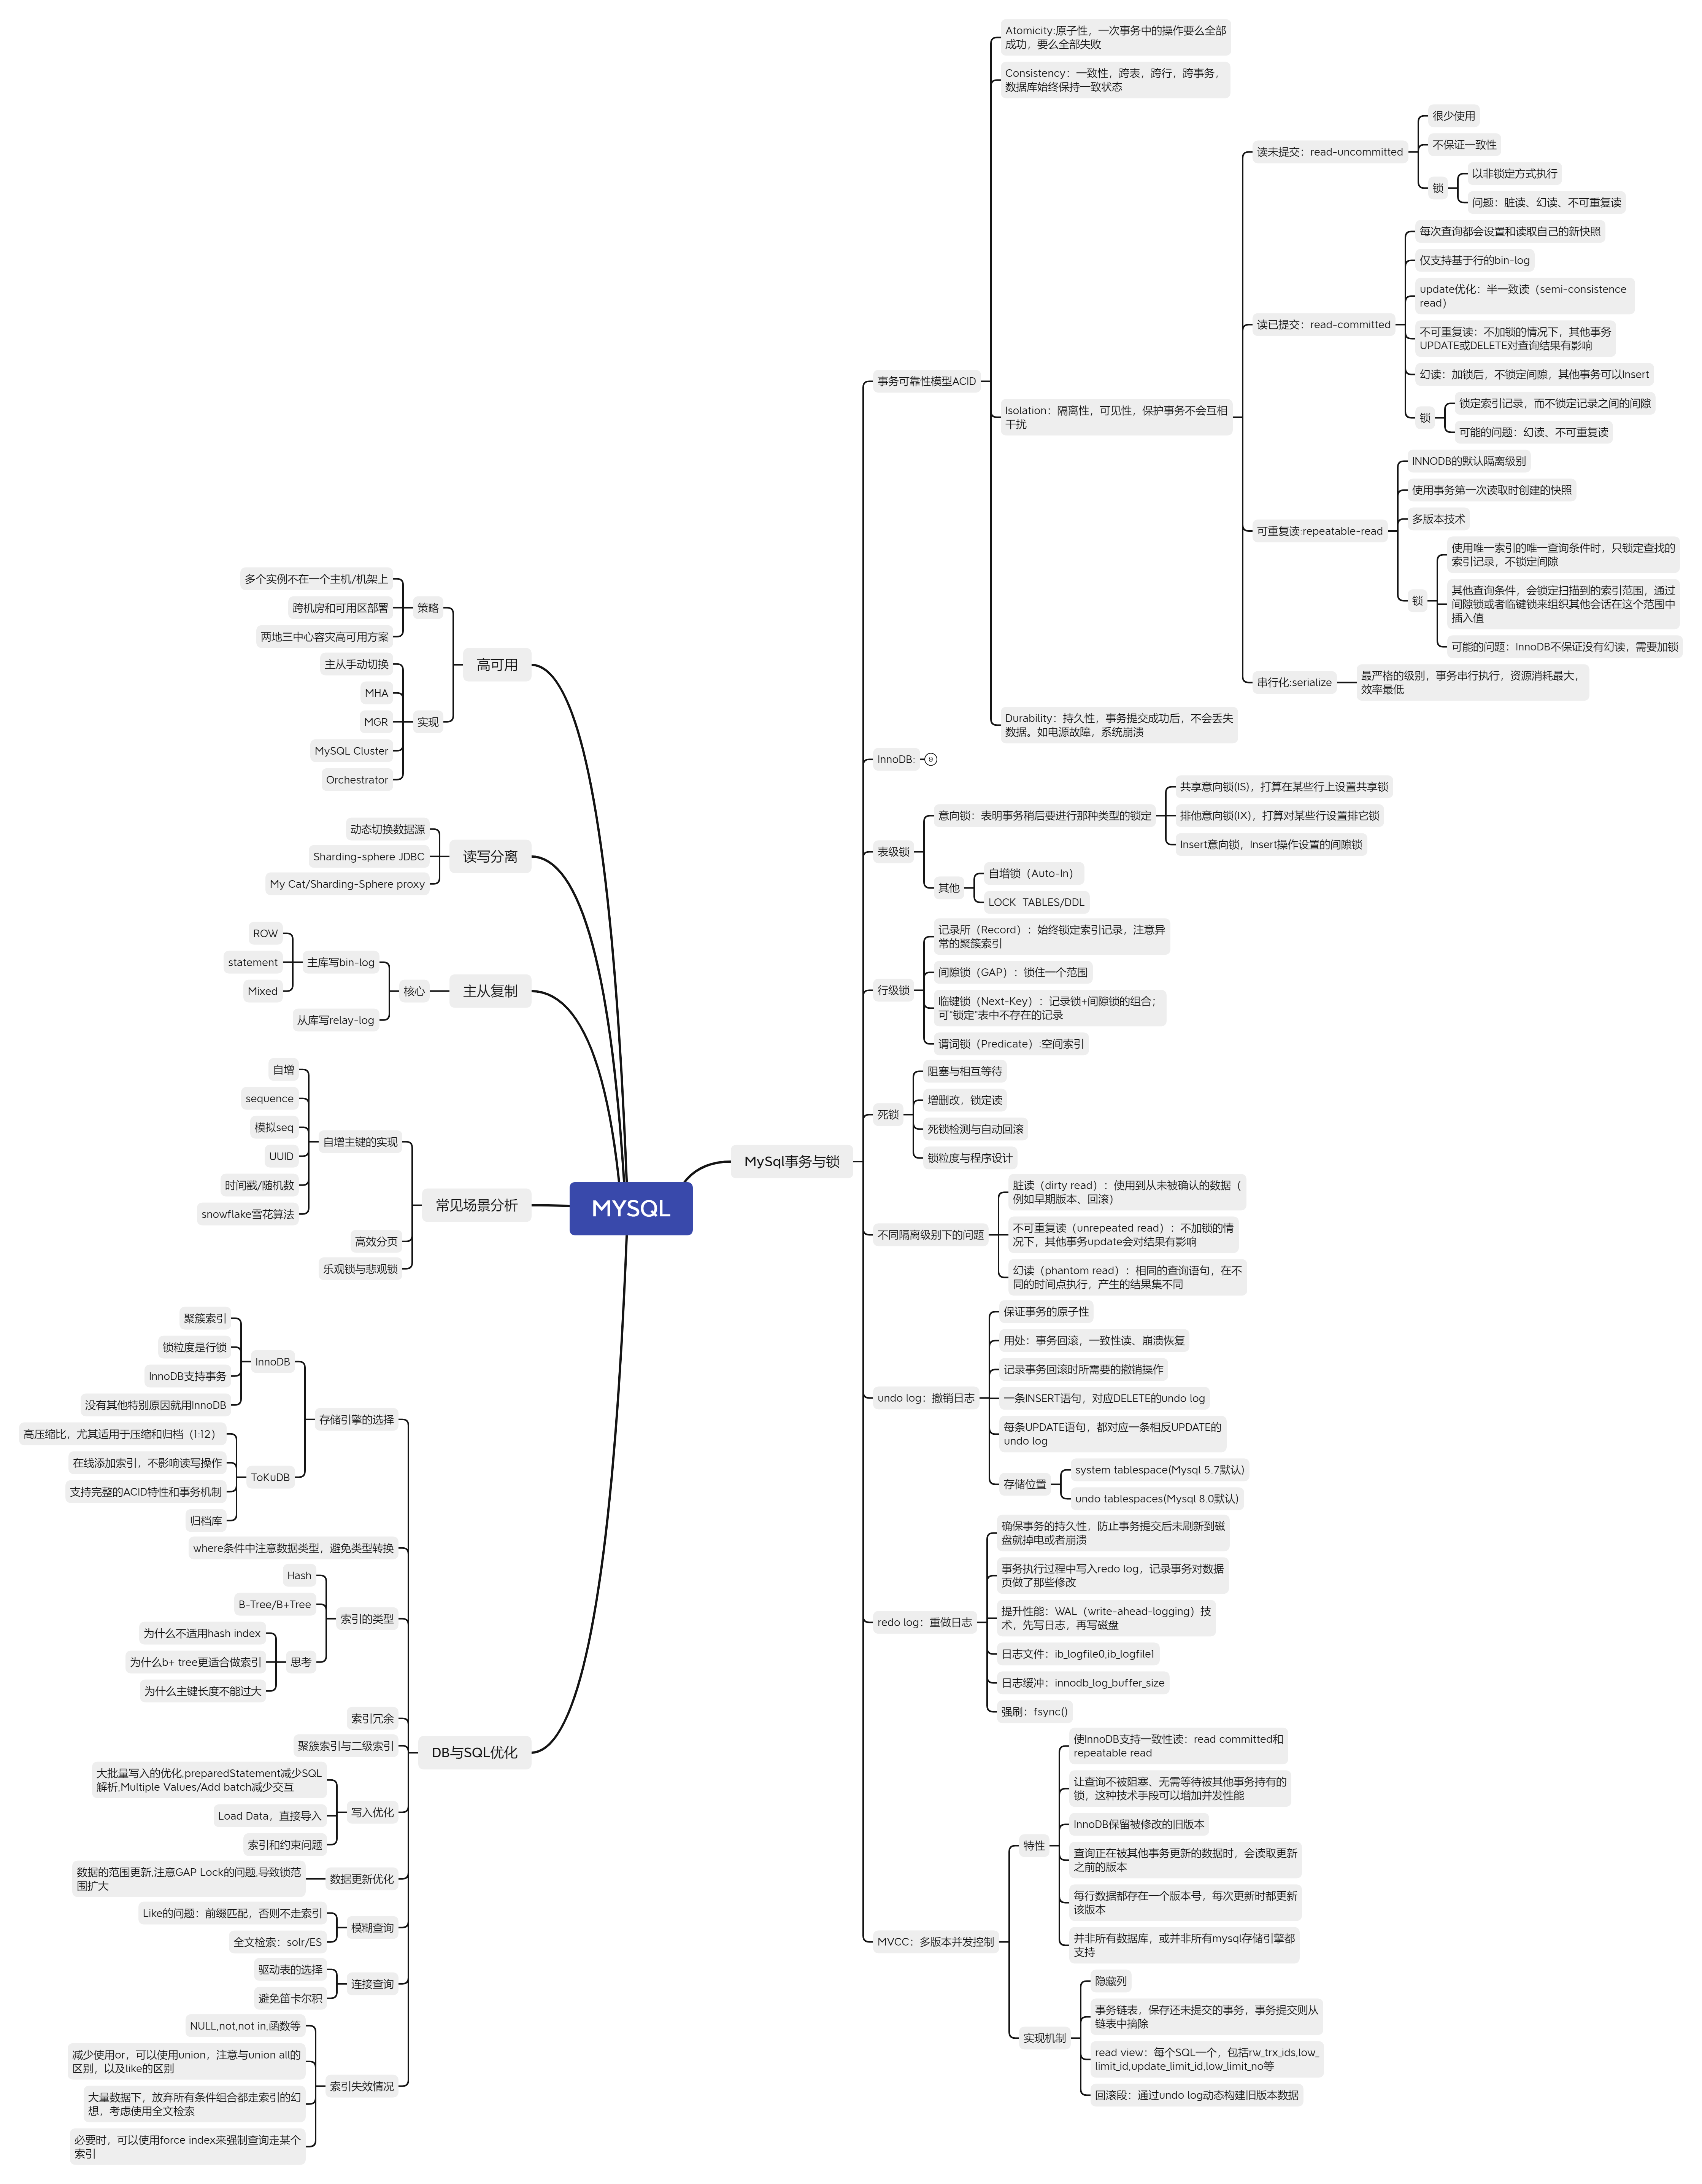 MYSQL
高可用
策略
多个实例不在一个主机/机架上
跨机房和可用区部署
两地三中心容灾高可用方案
实现
主从手动切换
MHA
MGR
MySQL Cluster
Orchestrator
读写分离
动态切换数据源
Sharding-sphere JDBC
My Cat/Sharding-Sphere proxy
主从复制
核心
主库写bin-log
ROW
statement
Mixed
从库写relay-log
常见场景分析
自增主键的实现
自增
sequence
模拟seq
UUID
时间戳/随机数
snowflake雪花算法
高效分页
乐观锁与悲观锁
DB与SQL优化
存储引擎的选择
InnoDB
聚簇索引
锁粒度是行锁
InnoDB支持事务
没有其他特别原因就用InnoDB
ToKuDB
高压缩比，尤其适用于压缩和归档（1:12）
在线添加索引，不影响读写操作
支持完整的ACID特性和事务机制
归档库
where条件中注意数据类型，避免类型转换
索引的类型
Hash
B-Tree/B+Tree
思考
为什么不适用hash index
为什么b+ tree更适合做索引
为什么主键长度不能过大
索引冗余
聚簇索引与二级索引
写入优化
大批量写入的优化,preparedStatement减少SQL
解析,Multiple Values/Add batch减少交互
Load Data，直接导入
索引和约束问题
数据更新优化
数据的范围更新,注意GAP Lock的问题,导致锁范
围扩大
模糊查询
Like的问题：前缀匹配，否则不走索引
全文检索：solr/ES
连接查询
驱动表的选择
避免笛卡尔积
索引失效情况
NULL,not,not in,函数等
减少使用or，可以使用union，注意与union all的
区别，以及like的区别
大量数据下，放弃所有条件组合都走索引的幻
想，考虑使用全文检索
必要时，可以使用force index来强制查询走某个
索引
MySql事务与锁
事务可靠性模型ACID
Atomicity:原子性，一次事务中的操作要么全部
成功，要么全部失败
Consistency：一致性，跨表，跨行，跨事务，
数据库始终保持一致状态
Isolation：隔离性，可见性，保护事务不会互相
干扰
读未提交：read-uncommitted
很少使用
不保证一致性
锁
以非锁定方式执行
问题：脏读、幻读、不可重复读
读已提交：read-committed
每次查询都会设置和读取自己的新快照
仅支持基于行的bin-log
update优化：半一致读（semi-consistence
read）
不可重复读：不加锁的情况下，其他事务
UPDATE或DELETE对查询结果有影响
幻读：加锁后，不锁定间隙，其他事务可以Insert
锁
锁定索引记录，而不锁定记录之间的间隙
可能的问题：幻读、不可重复读
可重复读:repeatable-read
INNODB的默认隔离级别
使用事务第一次读取时创建的快照
多版本技术
锁
使用唯一索引的唯一查询条件时，只锁定查找的
索引记录，不锁定间隙
其他查询条件，会锁定扫描到的索引范围，通过
间隙锁或者临键锁来组织其他会话在这个范围中
插入值
可能的问题：InnoDB不保证没有幻读，需要加锁
串行化:serialize
最严格的级别，事务串行执行，资源消耗最大，
效率最低
Durability：持久性，事务提交成功后，不会丢失
数据。如电源故障，系统崩溃
InnoDB:
9
表级锁
意向锁：表明事务稍后要进行那种类型的锁定
共享意向锁(IS)，打算在某些行上设置共享锁
排他意向锁(IX)，打算对某些行设置排它锁
Insert意向锁，Insert操作设置的间隙锁
其他
自增锁（Auto-In）
LOCK TABLES/DDL
行级锁
记录所（Record）：始终锁定索引记录，注意异
常的聚簇索引
间隙锁（GAP）：锁住一个范围
临键锁（Next-Key）：记录锁+间隙锁的组合；
可"锁定"表中不存在的记录
谓词锁（Predicate）:空间索引
死锁
阻塞与相互等待
增删改，锁定读
死锁检测与自动回滚
锁粒度与程序设计
不同隔离级别下的问题
脏读（dirty read）：使用到从未被确认的数据（
例如早期版本、回滚）
不可重复读（unrepeated read）：不加锁的情
况下，其他事务update会对结果有影响
幻读（phantom read）：相同的查询语句，在不
同的时间点执行，产生的结果集不同
undo log：撤销日志
保证事务的原子性
用处：事务回滚，一致性读、崩溃恢复
记录事务回滚时所需要的撤销操作
一条INSERT语句，对应DELETE的undo log
每条UPDATE语句，都对应一条相反UPDATE的
undo log
存储位置
system tablespace(Mysql 5.7默认)
undo tablespaces(Mysql 8.0默认)
redo log：重做日志
确保事务的持久性，防止事务提交后未刷新到磁
盘就掉电或者崩溃
事务执行过程中写入redo log，记录事务对数据
页做了那些修改
提升性能：WAL（write-ahead-logging）技
术，先写日志，再写磁盘
日志文件：ib_logfile0,ib_logfile1
日志缓冲：innodb_log_buffer_size
强刷：fsync()
MVCC：多版本并发控制
特性
使InnoDB支持一致性读：read committed和
repeatable read
让查询不被阻塞、无需等待被其他事务持有的
锁，这种技术手段可以增加并发性能
InnoDB保留被修改的旧版本
查询正在被其他事务更新的数据时，会读取更新
之前的版本
每行数据都存在一个版本号，每次更新时都更新
该版本
并非所有数据库，或并非所有mysql存储引擎都
支持
实现机制
隐藏列
事务链表，保存还未提交的事务，事务提交则从
链表中摘除
read view：每个SQL一个，包括rw_trx_ids,low_
limit_id,update_limit_id,low_limit_no等
回滚段：通过undo log动态构建旧版本数据